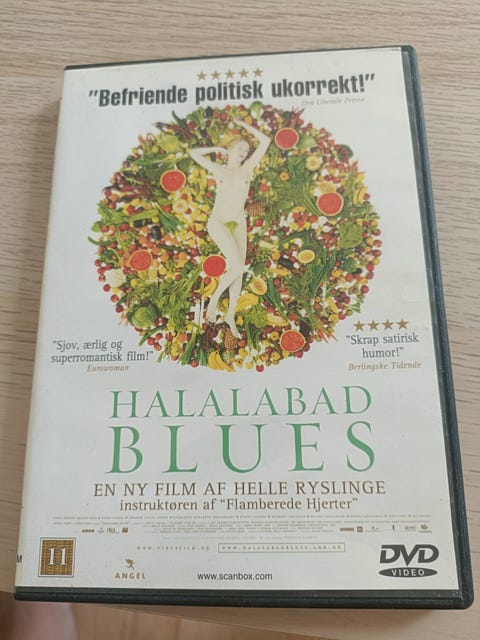 "Befriende politisk ukorrekt!"
Den Liberale Presse
"Sjov, ærlig og
superromantisk film!"
Eurowoman
"Skrap satirisk
humor!"
Berlingske Tidende
HALALABAD
BLUES
EN NY FILM AF HELLE RYSLINGE
instruktøren af "Flamberede Hjerter"
11
ANGEL
www.scanbox.com
DVD
VIDEO